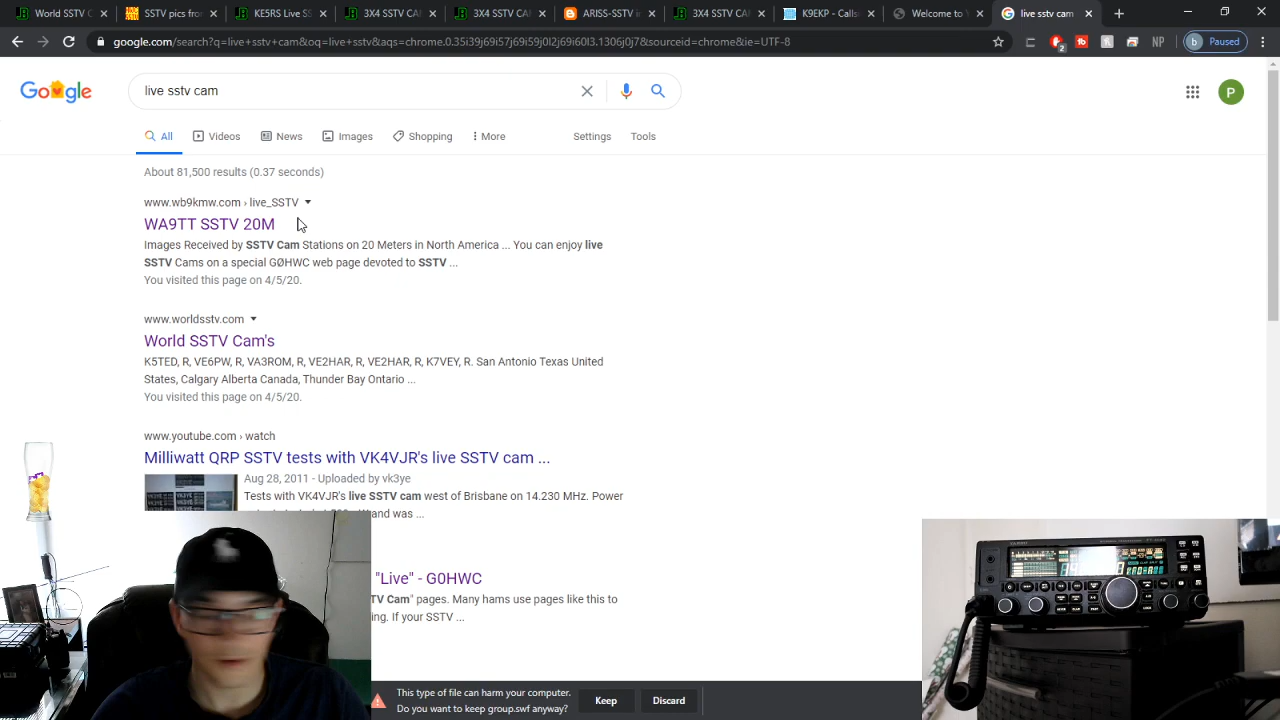 World SSTV C
SSTV pics fro
KE5RS Live SS
3X4 SSTV CAM
3X4 SSTV CAM
ARISS-SSTV i
3X4 SSTV CAM
K9EKP - Calls
Welcome to
live sstv cam
google.com/search?q=live+sstv+cam&oq=live+sstv&aqs=chrome.0.35i39j69i57j69i59j0l2j69i60l3.1306j0j7&sourceid=chrome&ie=UTF-8
2
NP
b Paused
Google
live sstv cam
P
All
Videos
News
Images
Shopping
More
Settings
Tools
About 81,500 results (0.37 seconds)
www.wb9kmw.com › live_SSTV
WA9TT SSTV 20M
Images Received by SSTV Cam Stations on 20 Meters in North America ... You can enjoy live
SSTV Cams on a special GØHWC web page devoted to SSTV ...
You visited this page on 4/5/20.
www.worldsstv.com
World SSTV Cam's
K5TED, R, VE6PW, R, VA3ROM, R, VE2HAR, R, VE2HAR, R, K7VEY, R. San Antonio Texas United
States, Calgary Alberta Canada, Thunder Bay Ontario ...
You visited this page on 4/5/20.
www.youtube.com › watch
Milliwatt QRP SSTV tests with VK4VJR's live SSTV cam ...
Aug 28, 2011 - Uploaded by vk3ye
Tests with VK4VJR's live SSTV cam west of Brisbane on 14.230 MHz. Power
and was ...
"Live" - G0HWC
TV Cam" pages. Many hams use pages like this to
ing. If your SSTV ...
This type of file can harm your computer.
Do you want to keep group.swf anyway?
Keep
Discard